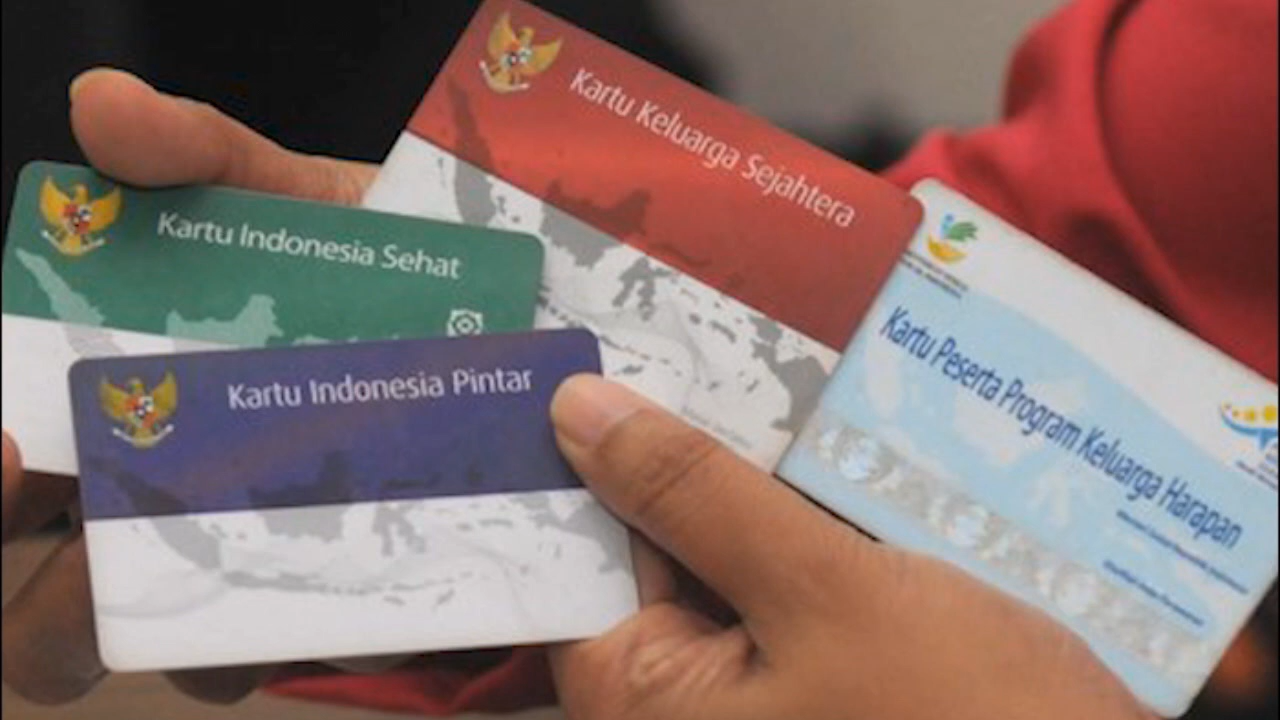 Kartu Keluarga Sejahtera
Kartu Indonesia Sehat
Kartu Indonesia Pintar
Kartu Peserta Program Keluarga Harapan